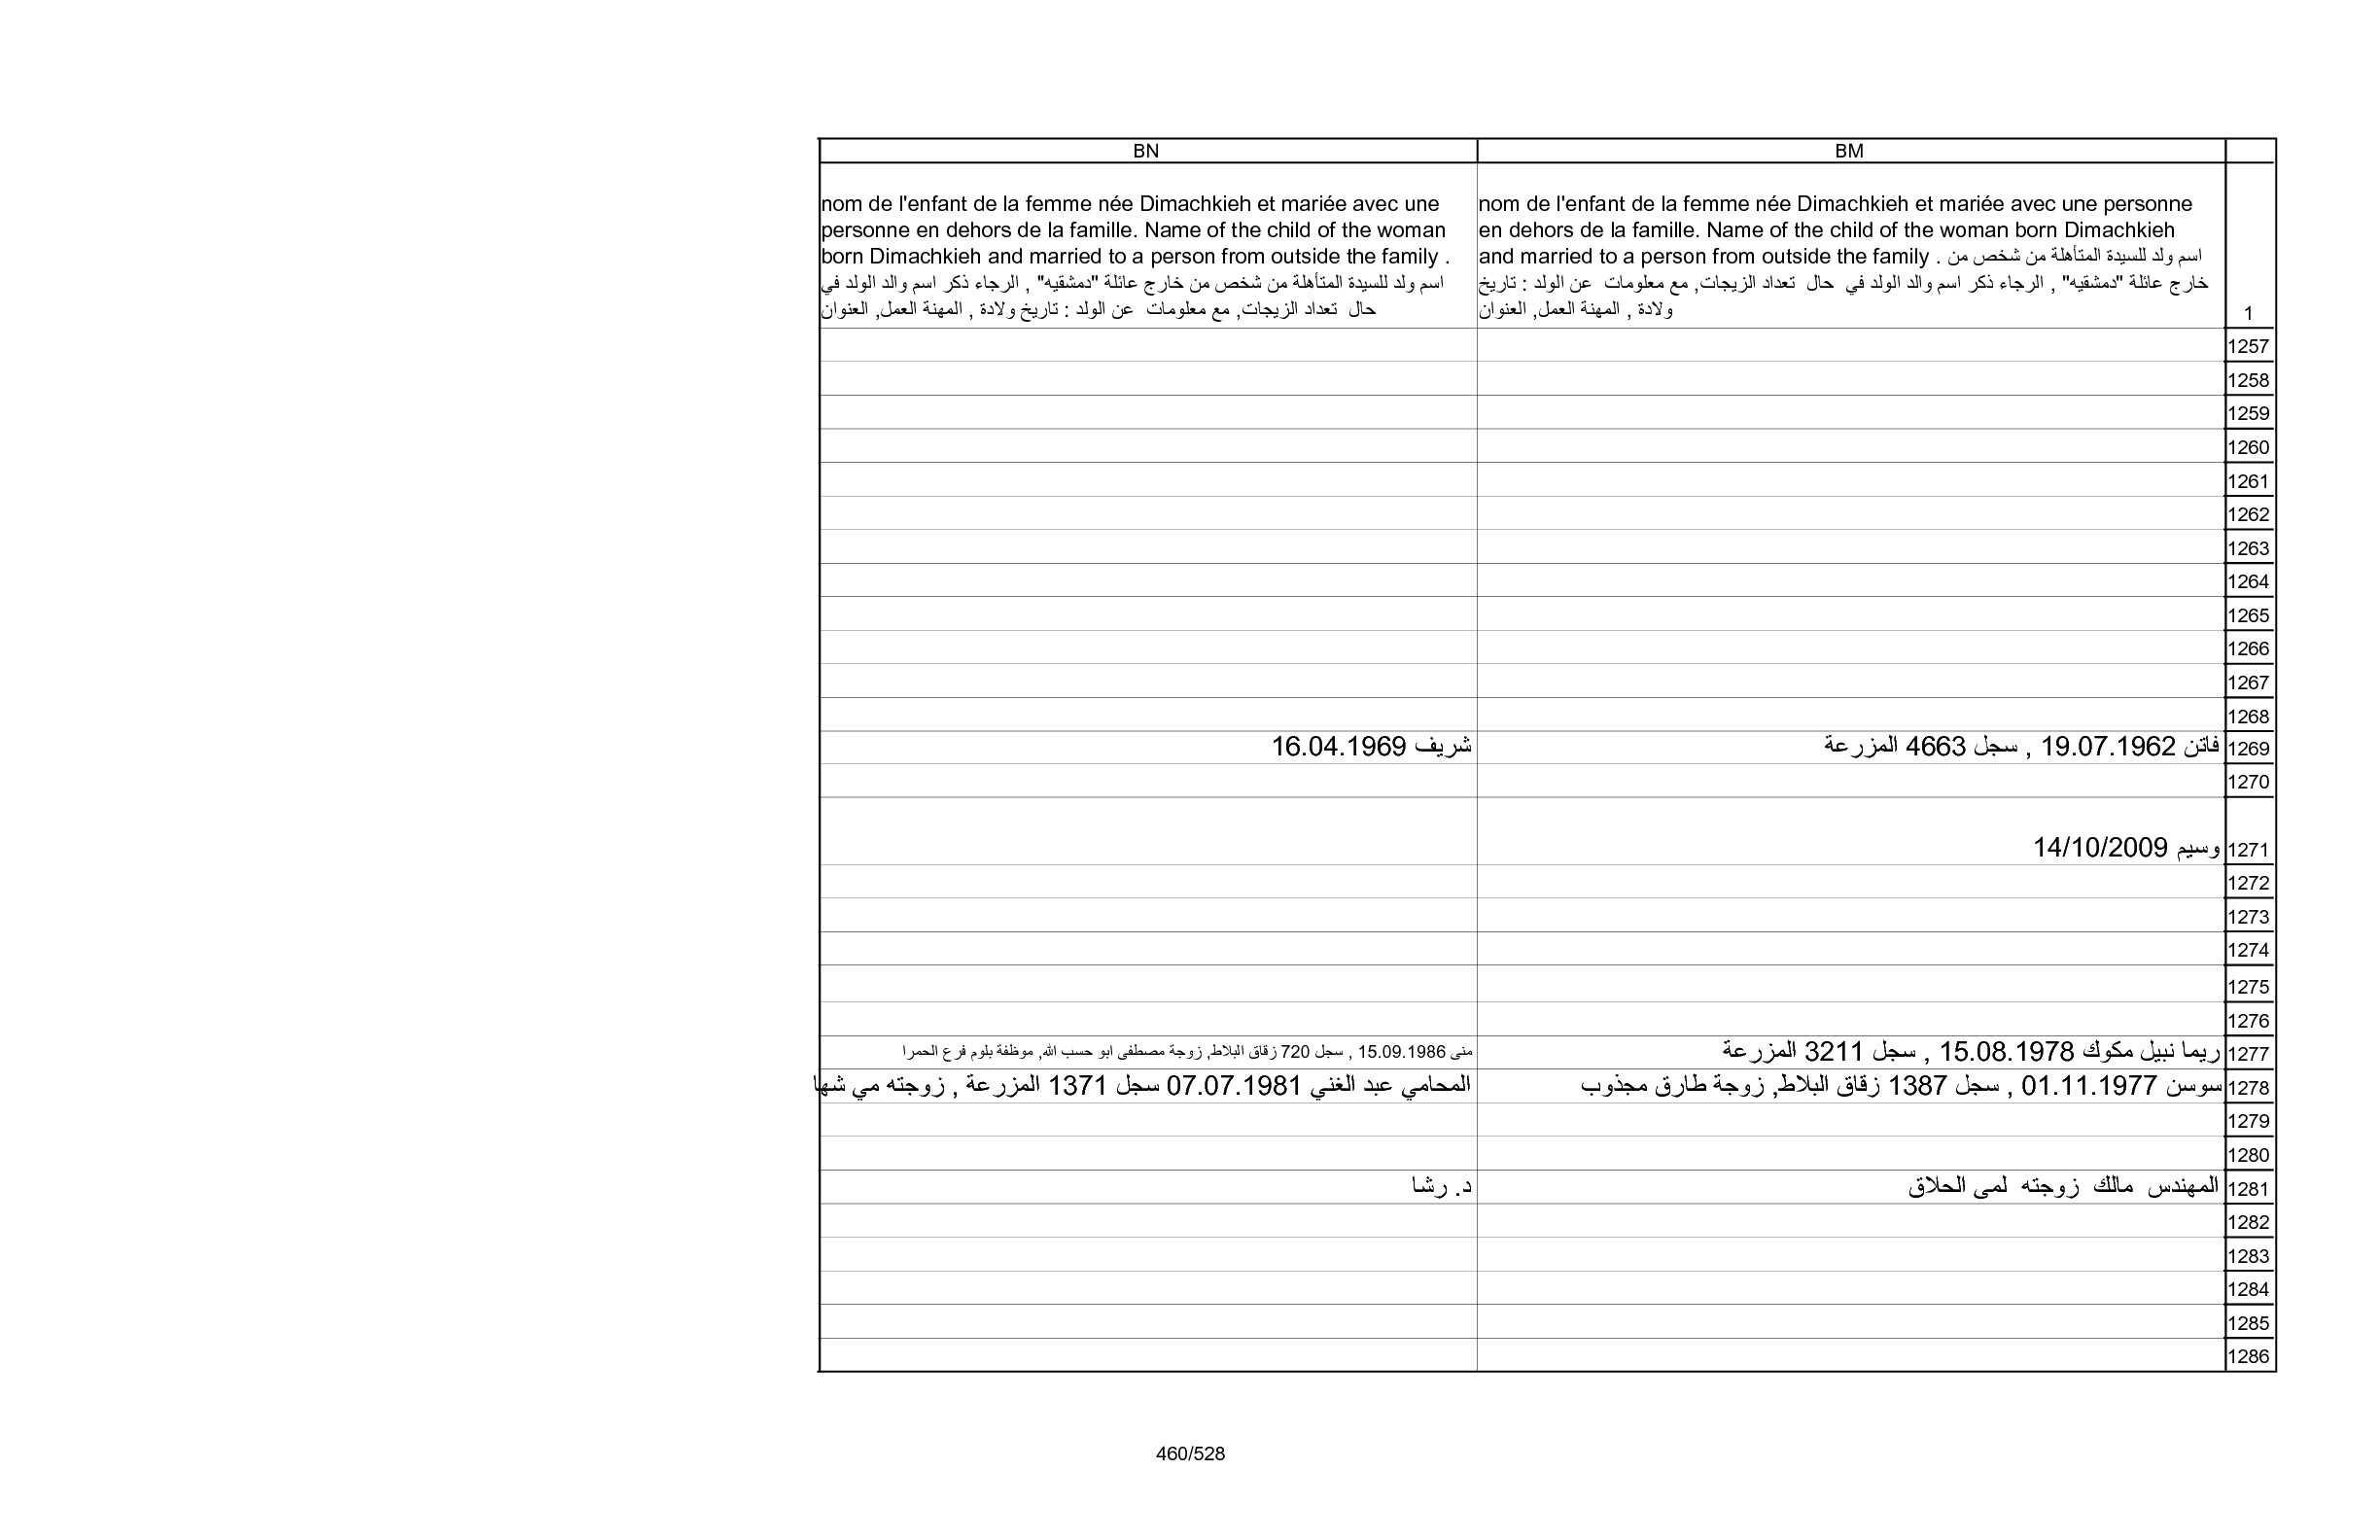 BM
BN
1
nom de l'enfant de la femme née Dimachkieh et mariée avec une personne
en dehors de la famille. Name of the child of the woman born Dimachkieh
and married to a person from outside the family . اسم ولد للسيدة المتأهلة من شخص من
خارج عائلة "دمشقيه" , الرجاء ذكر اسم والد الولد في حال تعداد الزيجات, مع معلومات عن الولد : تاريخ
ولادة , المهنة العمل, العنوان
nom de l'enfant de la femme née Dimachkieh et mariée avec une
personne en dehors de la famille. Name of the child of the woman
born Dimachkieh and married to a person from outside the family .
اسم ولد للسيدة المتأهلة من شخص من خارج عائلة "دمشقيه" , الرجاء ذكر اسم والد الولد في
حال تعداد الزيجات, مع معلومات عن الولد : تاريخ ولادة , المهنة العمل, العنوان
1257
1258
1259
1260
1261
1262
1263
1264
1265
1266
1267
1268
1269 فاتن 19.07.1962 , سجل 4663 المزرعة شريف 16.04.1969
1270
1271 وسيم 14/10/2009
1272
1273
1274
1275
1276
1277 ريما نبيل مكوك 15.08.1978 , سجل 3211 المزرعة منى 15.09.1986 , سجل 720 زقاق البلاط, زوجة مصطفى ابو حسب الله, موظفة بلوم فرع الحمرا
1278 سوسن 01.11.1977 , سجل 1387 زقاق البلاط, زوجة طارق مجذوب المحامي عبد الغني 07.07.1981 سجل 1371 المزرعة , زوجته مي شها
1279
1280
1281 المهندس مالك زوجته لمى الحلاق د. رشا
1282
1283
1284
1285
1286
460/528